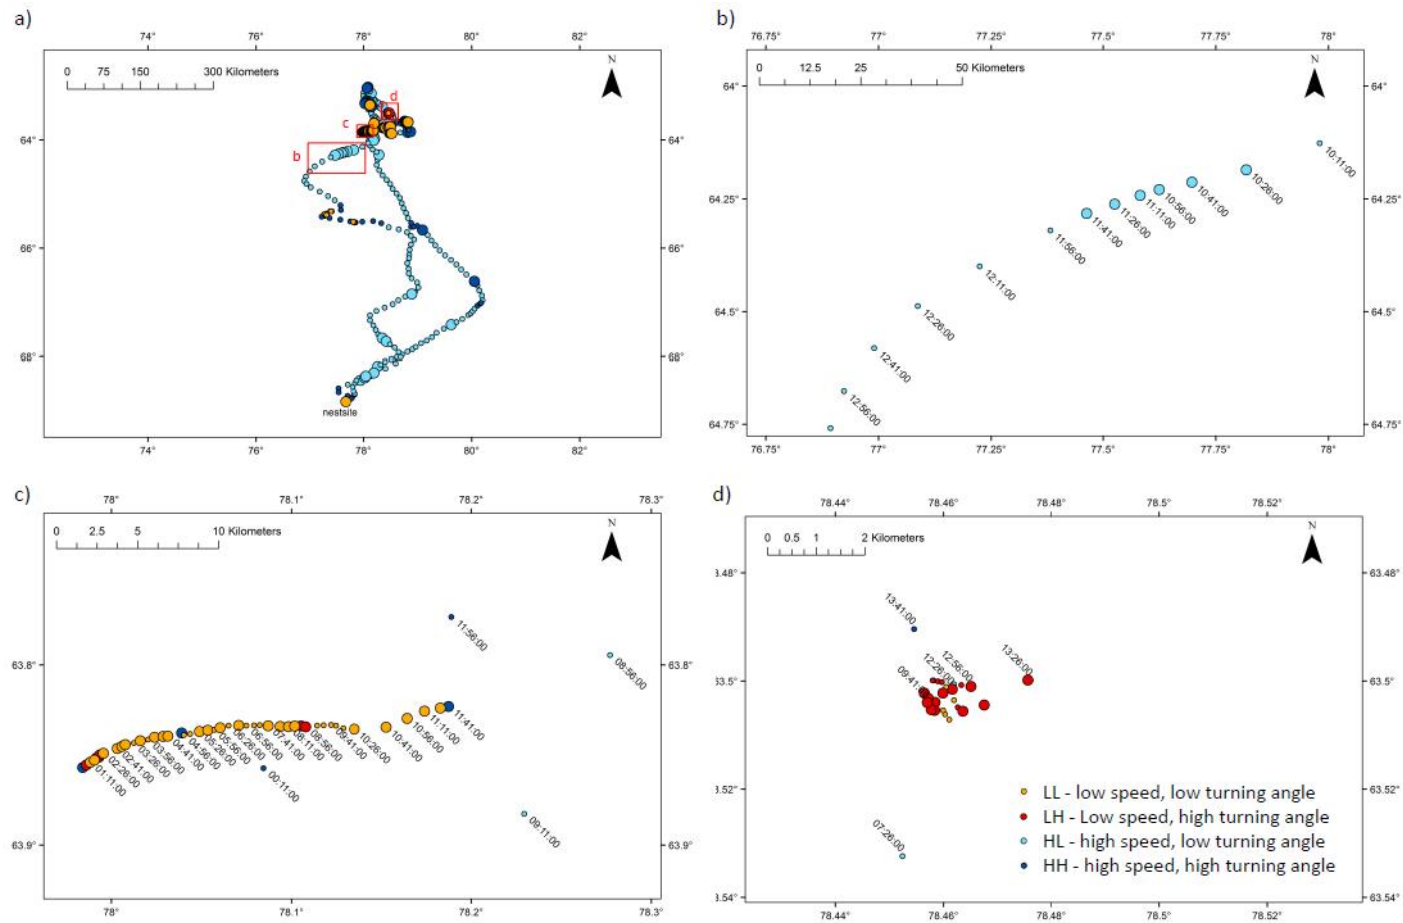 a)
74° 76° 78° 80° 82°
0 75 150 300 Kilometers
N
64° 64°
66° 66°
68° 68°
b
c
d
nestsite
74° 76° 78° 80° 82°
b)
76.75° 77° 77.25° 77.5° 77.75° 78°
0 12.5 25 50 Kilometers
N
64° 64°
64.25° 64.25°
64.5° 64.5°
64.75° 64.75°
10:11:00
10:26:00
10:41:00
10:56:00
11:11:00
11:26:00
11:41:00
11:56:00
12:11:00
12:26:00
12:41:00
12:56:00
76.75° 77° 77.25° 77.5° 77.75° 78°
c)
78° 78.1° 78.2° 78.3°
0 2.5 5 10 Kilometers
N
63.8° 63.8°
63.9° 63.9°
11:56:00
08:56:00
01:11:00
02:26:00
02:41:00
03:26:00
03:56:00
04:41:00
04:56:00
05:26:00
05:56:00
06:26:00
06:56:00
07:41:00
08:11:00
08:56:00
09:41:00
10:26:00
10:41:00
10:56:00
11:11:00
11:41:00
00:11:00
09:11:00
78° 78.1° 78.2° 78.3°
d)
78.44° 78.46° 78.48° 78.5° 78.52°
0 0.5 1 2 Kilometers
N
3.48° 63.48°
3.5° 63.5°
3.52° 63.52°
3.54° 63.54°
13:41:00
12:26:00
12:56:00
13:26:00
09:41
07:26:00
LL - low speed, low turning angle
LH - Low speed, high turning angle
HL - high speed, low turning angle
HH - high speed, high turning angle
78.44° 78.46° 78.48° 78.5° 78.52°